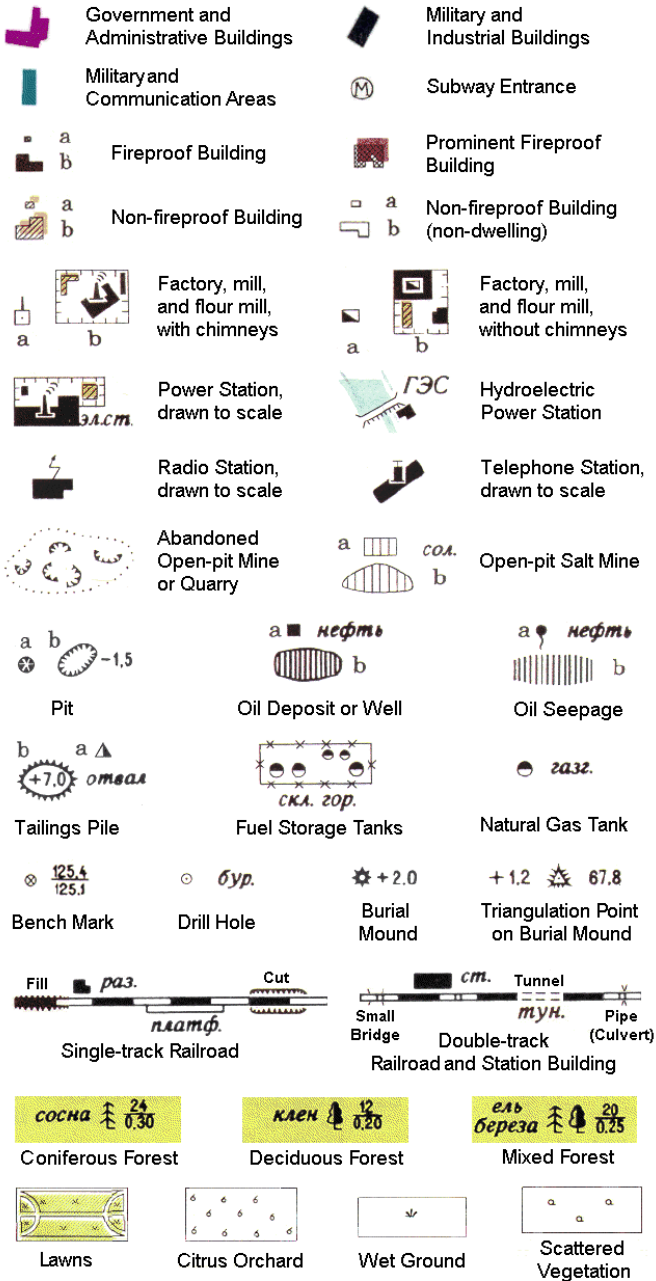 Government and
Administrative Buildings
Military and
Industrial Buildings
Military and
Communication Areas
M
Subway Entrance
a
b
Fireproof Building
Prominent Fireproof
Building
a
b
Non-fireproof Building
a
b
Non-fireproof Building
(non-dwelling)
a
b
Factory, mill,
and flour mill,
with chimneys
a
b
Factory, mill,
and flour mill,
without chimneys
эл.ст.
Power Station,
drawn to scale
ГЭС
Hydroelectric
Power Station
Radio Station,
drawn to scale
Telephone Station,
drawn to scale
Abandoned
Open-pit Mine
or Quarry
a
сол.
b
Open-pit Salt Mine
a b
-1,5
Pit
a нефть
b
Oil Deposit or Well
a нефть
b
Oil Seepage
b a
+7,0 отвал
Tailings Pile
скл. гор.
Fuel Storage Tanks
газг.
Natural Gas Tank
125.4
125.1
Bench Mark
бур.
Drill Hole
+2.0
Burial
Mound
+1,2 67,8
Triangulation Point
on Burial Mound
Fill
раз.
Cut
платф.
Single-track Railroad
ст.
Tunnel
тун.
Small
Bridge
Pipe
(Culvert)
Double-track
Railroad and Station Building
сосна 24
0,30
Coniferous Forest
клен 12
0,20
Deciduous Forest
ель
береза 20
0,25
Mixed Forest
Lawns
Citrus Orchard
Wet Ground
Scattered
Vegetation